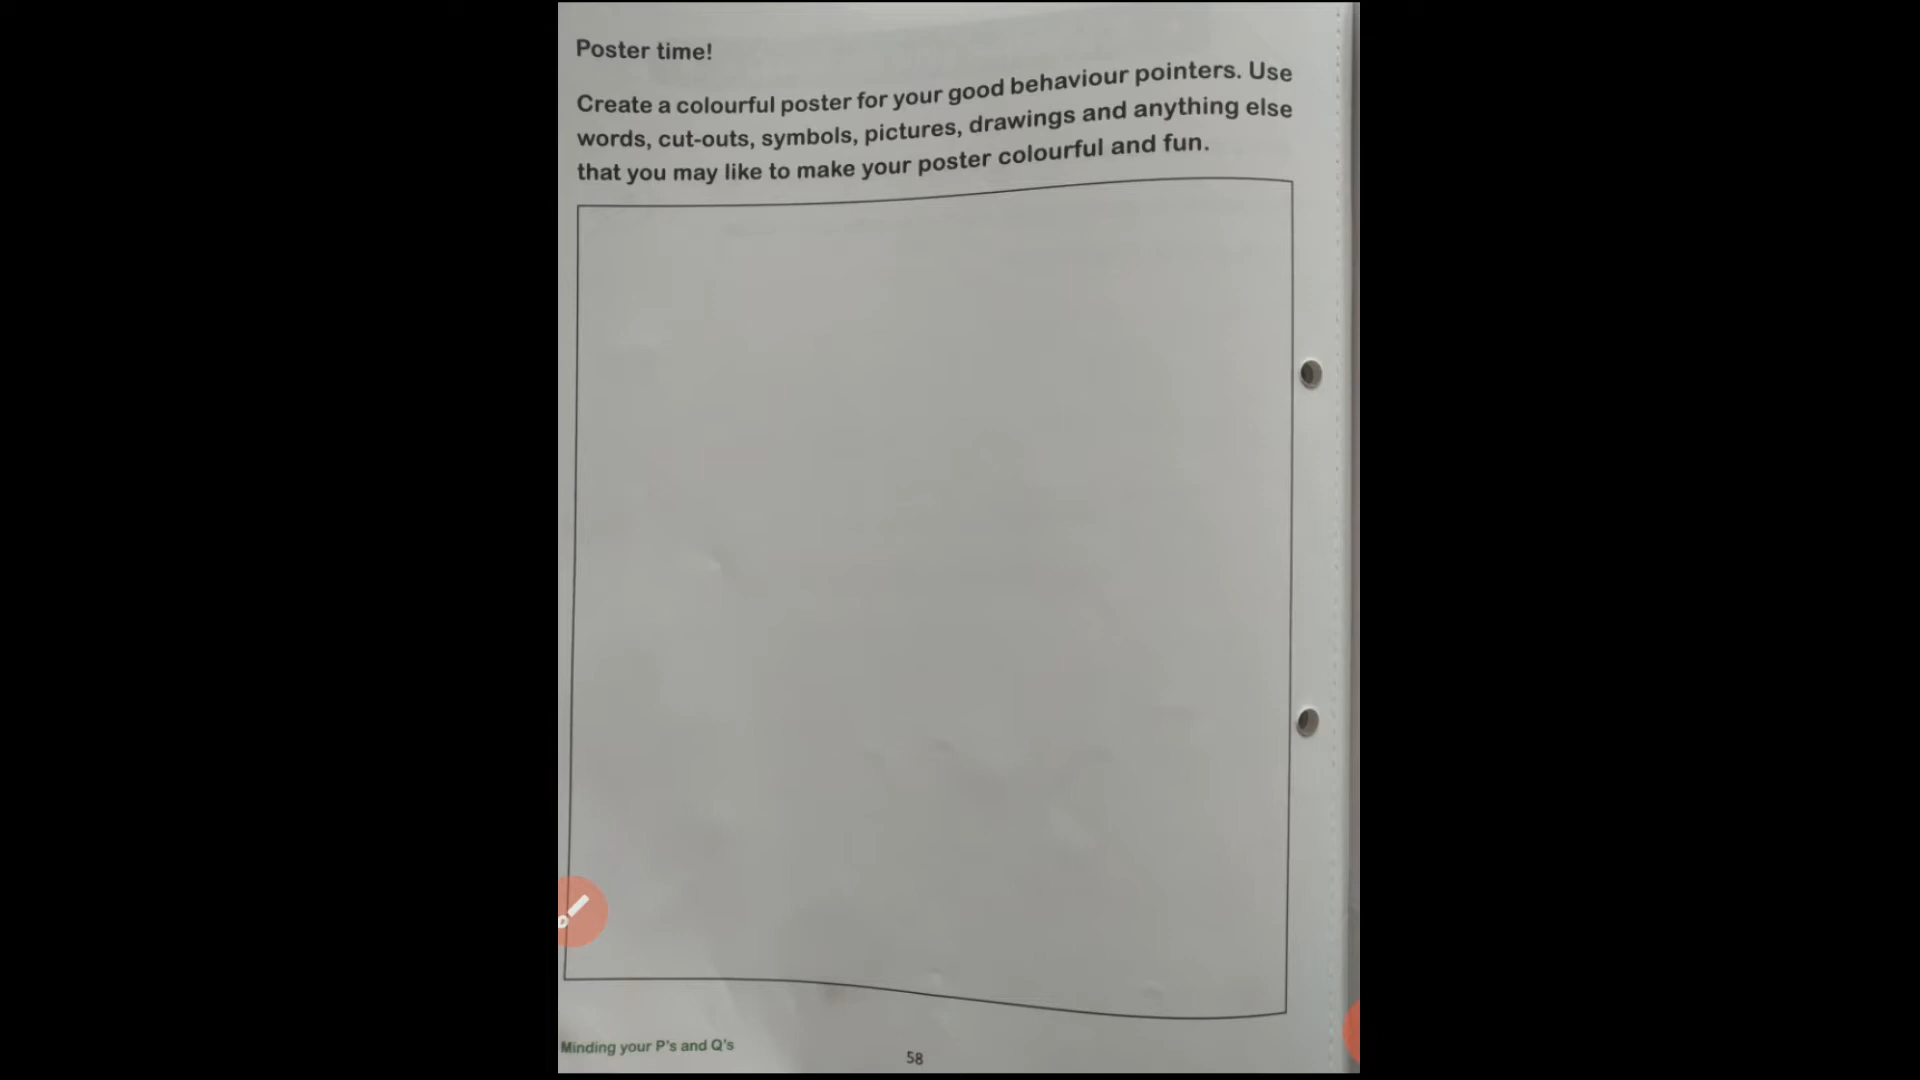 Poster time!
Create a colourful poster for your good behaviour pointers. Use
words, cut-outs, symbols, pictures, drawings and anything else
that you may like to make your poster colourful and fun.
Minding your P's and Q's
58